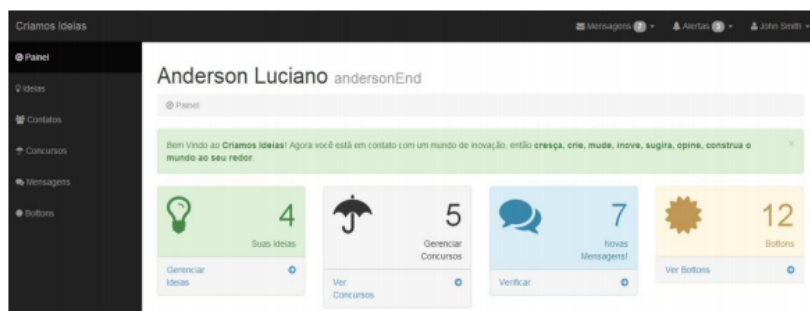 Criamos Ideias
Mensagens 7
Alertas 3
John Smith
Painel
Ideias
Contatos
Concursos
Mensagens
Bottons
Anderson Luciano andersonEnd
Painel
Bem Vindo ao Criamos Ideias! Agora você está em contato com um mundo de inovação, então cresça, crie, mude, inove, sugira, opine, construa o
mundo ao seu redor.
×
4
Suas Ideias
Gerenciar
Ideias
5
Gerenciar
Concursos
Ver
Concursos
7
Novas
Mensagens!
Verificar
12
Bottons
Ver Bottons